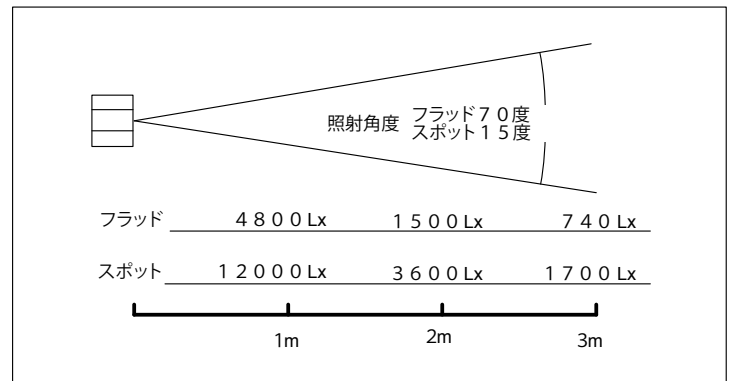 照射角度 フラッド７０度
スポット１５度
フラッド ４８００Lx １５００Lx ７４０Lx
スポット １２０００Lx ３６００Lx １７００Lx
1m 2m 3m